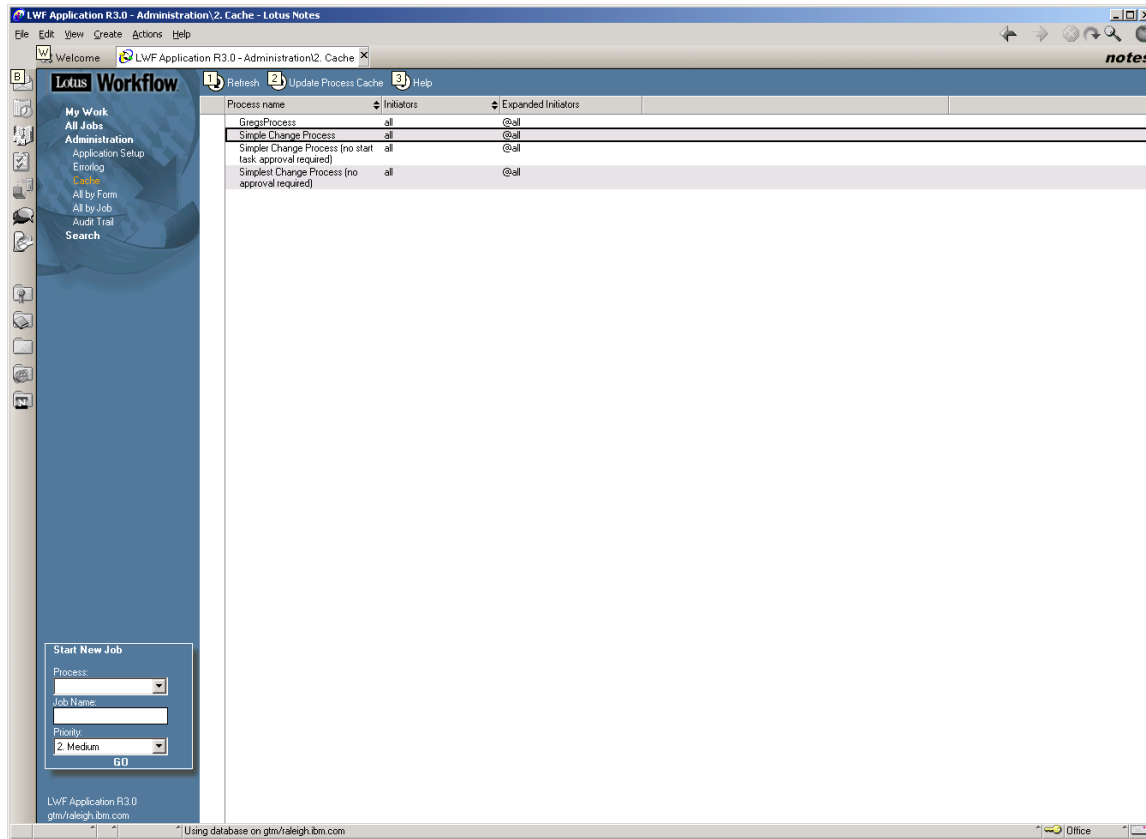 LWF Application R3.0 - Administration\2. Cache - Lotus Notes
File Edit View Create Actions Help
W Welcome LWF Application R3.0 - Administration\2. Cache notes
B Lotus Workflow 1 Refresh 2 Update Process Cache 3 Help
Process name Initiators Expanded Initiators
My Work
All Jobs
Administration
Application Setup
Errorlog
Cache
All by Form
All by Job
Audit Trail
Search
GregsProcess all @all
Simple Change Process all @all
Simpler Change Process (no start all @all
task approval required)
Simplest Change Process (no all @all
approval required)
Start New Job
Process:
Job Name:
Priority:
2. Medium
GO
LWF Application R3.0
gtm/raleigh.ibm.com
Using database on gtm/raleigh.ibm.com Office